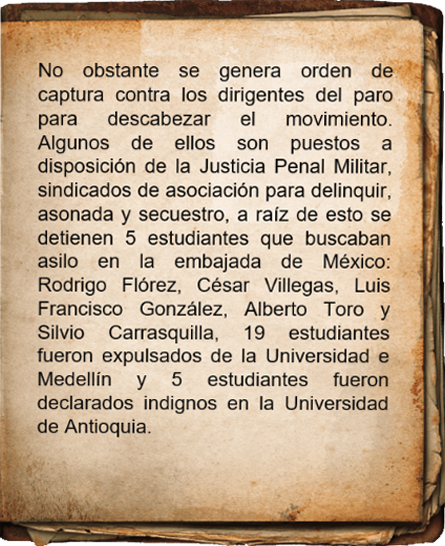 No obstante se genera orden de
captura contra los dirigentes del paro
para descabezar el movimiento.
Algunos de ellos son puestos a
disposición de la Justicia Penal Militar,
sindicados de asociación para delinquir,
asonada y secuestro, a raíz de esto se
detienen 5 estudiantes que buscaban
asilo en la embajada de México:
Rodrigo Flórez, César Villegas, Luis
Francisco González, Alberto Toro y
Silvio Carrasquilla, 19 estudiantes
fueron expulsados de la Universidad e
Medellín y 5 estudiantes fueron
declarados indignos en la Universidad
de Antioquia.